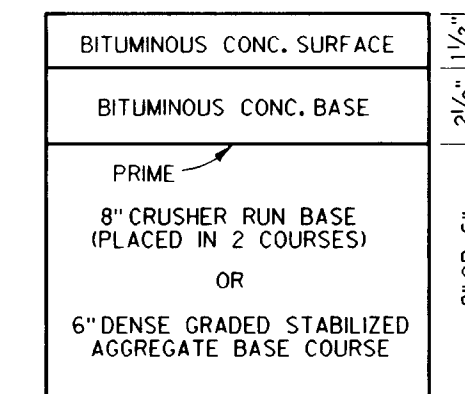 BITUMINOUS CONC. SURFACE
1½"
BITUMINOUS CONC. BASE
2½"
PRIME
8" CRUSHER RUN BASE
(PLACED IN 2 COURSES)
OR
6" DENSE GRADED STABILIZED
AGGREGATE BASE COURSE